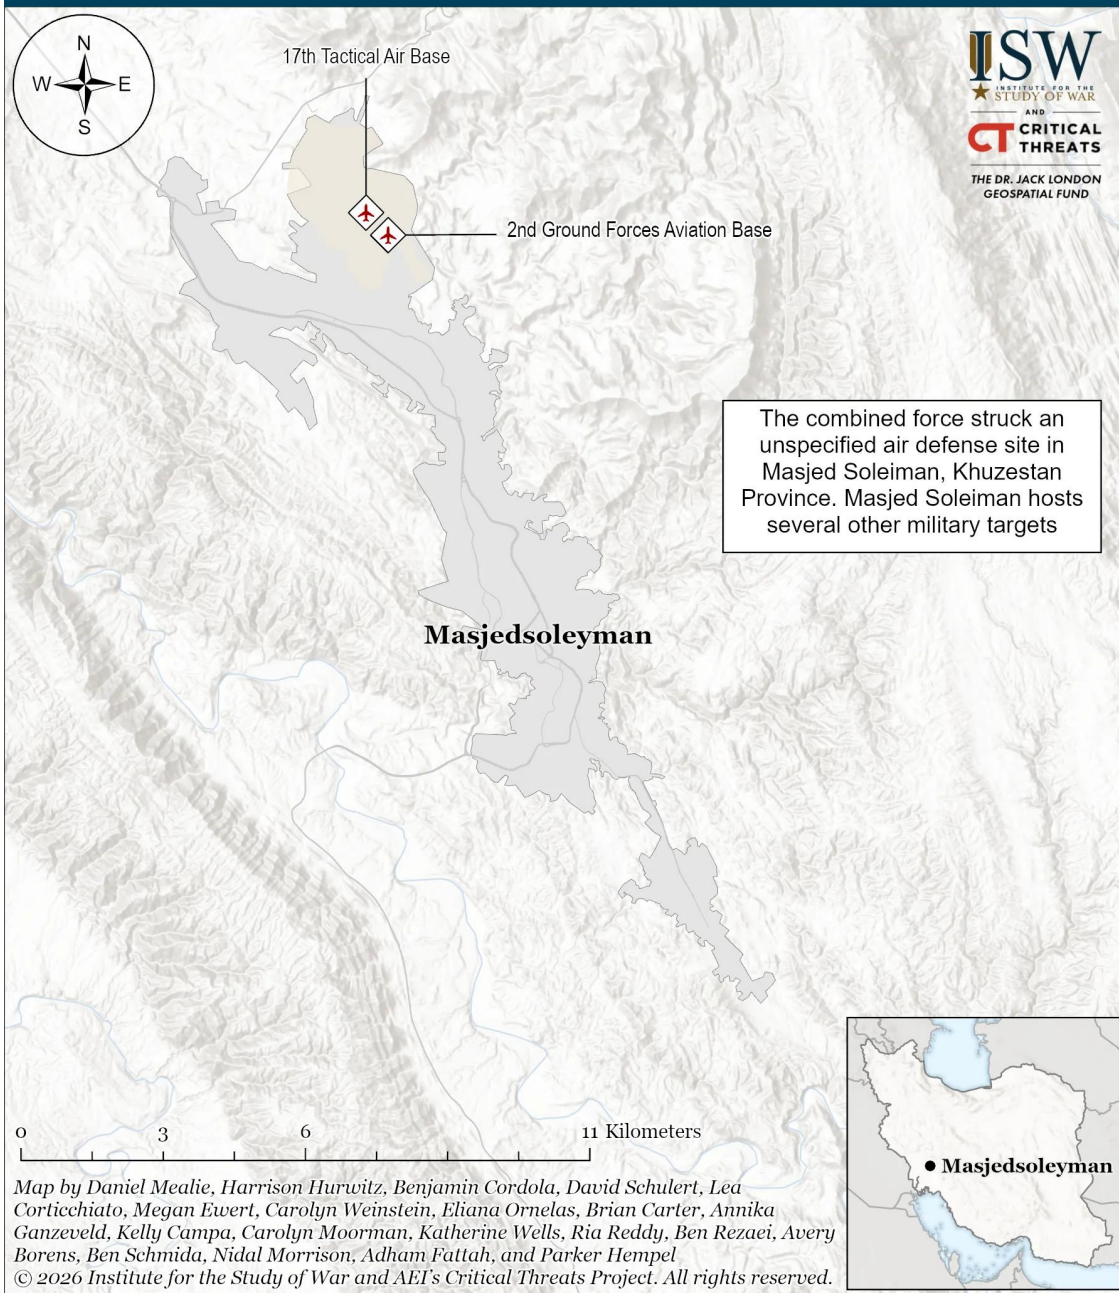 N
W
E
S
17th Tactical Air Base
2nd Ground Forces Aviation Base
ISW
INSTITUTE FOR THE
STUDY OF WAR
AND
CT CRITICAL
THREATS
THE DR. JACK LONDON
GEOSPATIAL FUND
The combined force struck an
unspecified air defense site in
Masjed Soleiman, Khuzestan
Province. Masjed Soleiman hosts
several other military targets
Masjedsoleyman
0 3 6 11 Kilometers
Masjedsoleyman
Map by Daniel Mealie, Harrison Hurwitz, Benjamin Cordola, David Schulert, Lea
Corticchiato, Megan Ewert, Carolyn Weinstein, Eliana Ornelas, Brian Carter, Annika
Ganzeveld, Kelly Campa, Carolyn Moorman, Katherine Wells, Ria Reddy, Ben Rezaei, Avery
Borens, Ben Schmida, Nidal Morrison, Adham Fattah, and Parker Hempel
© 2026 Institute for the Study of War and AEI's Critical Threats Project. All rights reserved.